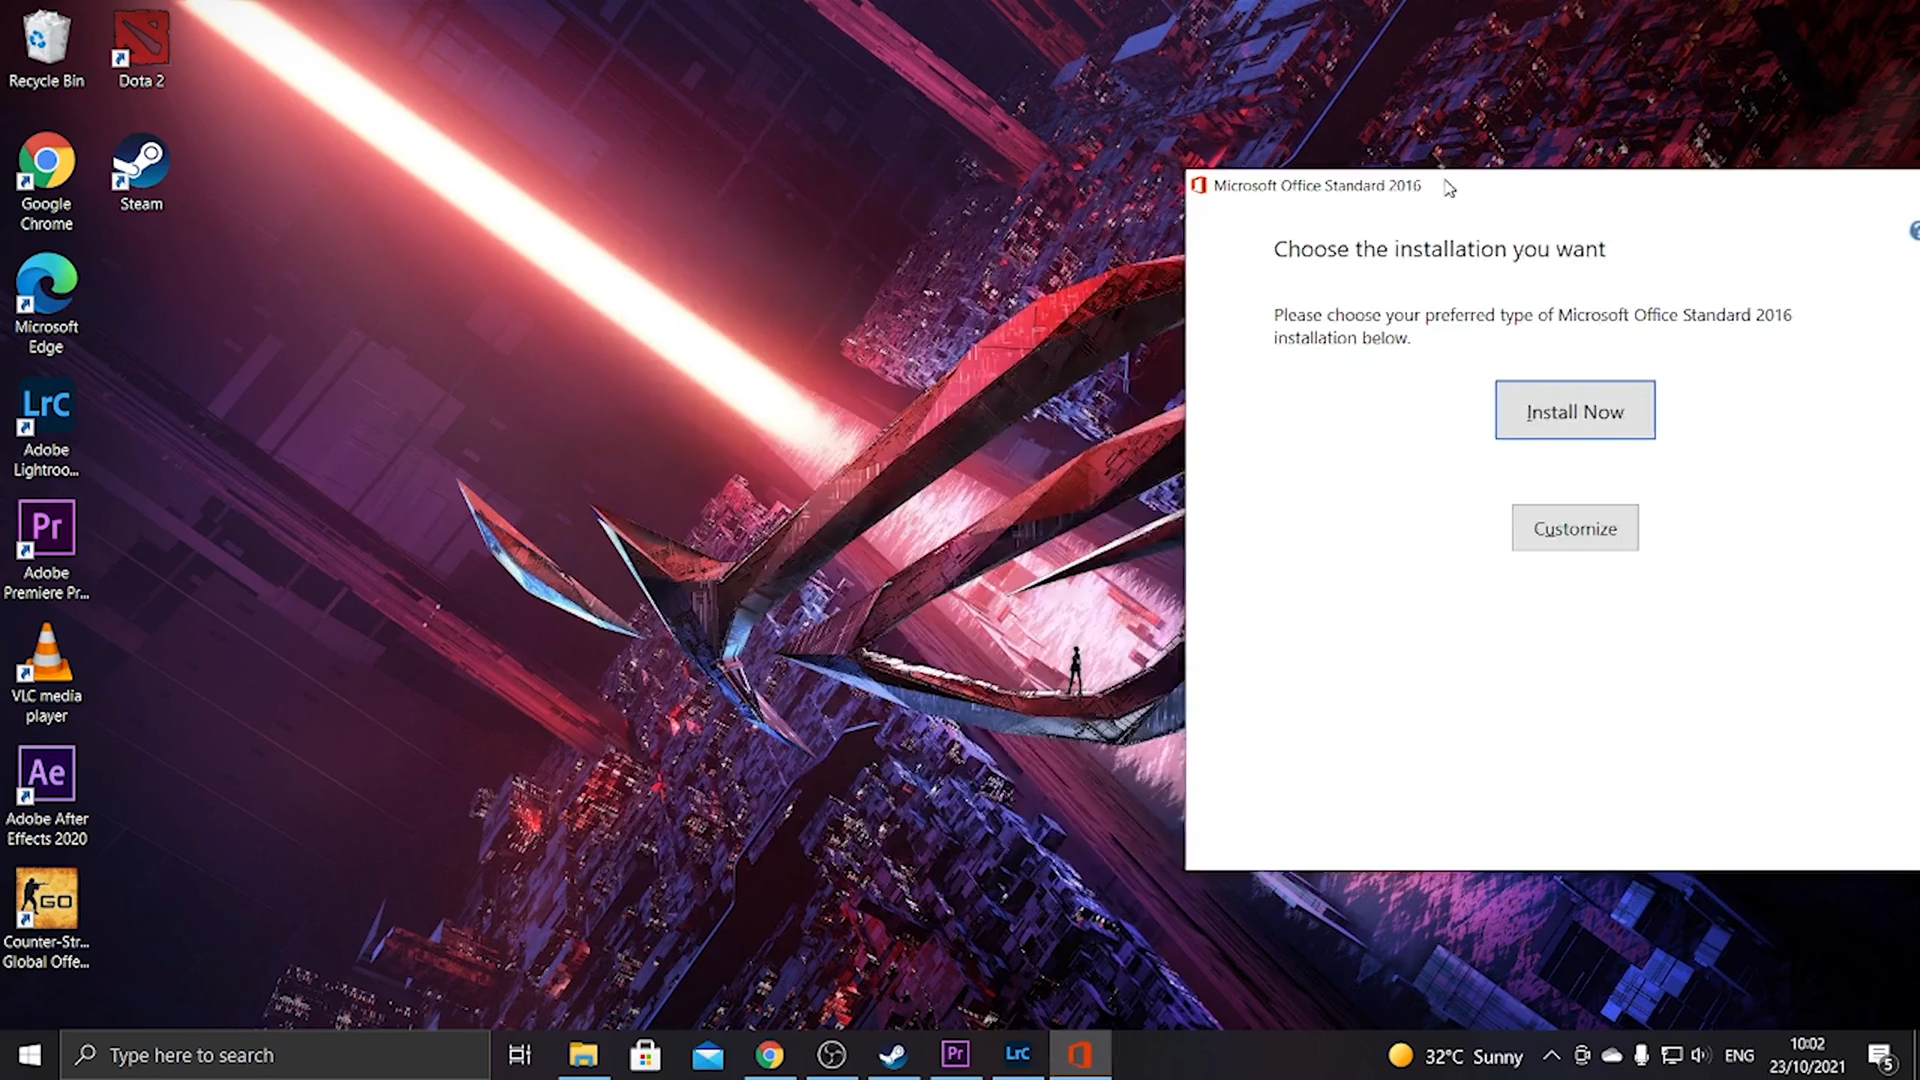 Recycle Bin
Dota 2
Google
Chrome
Steam
Microsoft
Edge
LrC
Adobe
Lightroo...
Pr
Adobe
Premiere Pr...
VLC media
player
Ae
Adobe After
Effects 2020
GO
Counter-Str...
Global Offe...
Microsoft Office Standard 2016
Choose the installation you want
Please choose your preferred type of Microsoft Office Standard 2016
installation below.
Install Now
Customize
Type here to search
Pr
LrC
32°C Sunny
ENG
10:02
23/10/2021
5